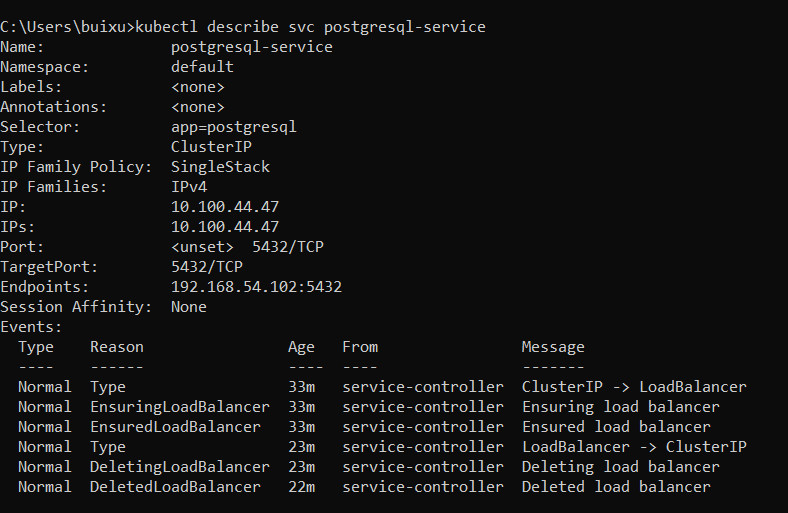 C:\Users\buixu>kubectl describe svc postgresql-service
Name:              postgresql-service
Namespace:         default
Labels:            <none>
Annotations:       <none>
Selector:          app=postgresql
Type:              ClusterIP
IP Family Policy:  SingleStack
IP Families:       IPv4
IP:                10.100.44.47
IPs:               10.100.44.47
Port:              <unset>  5432/TCP
TargetPort:        5432/TCP
Endpoints:         192.168.54.102:5432
Session Affinity:  None
Events:
  Type    Reason                Age   From                Message
  ----    ------                ----  ----                -------
  Normal  Type                  33m   service-controller  ClusterIP -> LoadBalancer
  Normal  EnsuringLoadBalancer  33m   service-controller  Ensuring load balancer
  Normal  EnsuredLoadBalancer   33m   service-controller  Ensured load balancer
  Normal  Type                  23m   service-controller  LoadBalancer -> ClusterIP
  Normal  DeletingLoadBalancer  23m   service-controller  Deleting load balancer
  Normal  DeletedLoadBalancer   22m   service-controller  Deleted load balancer